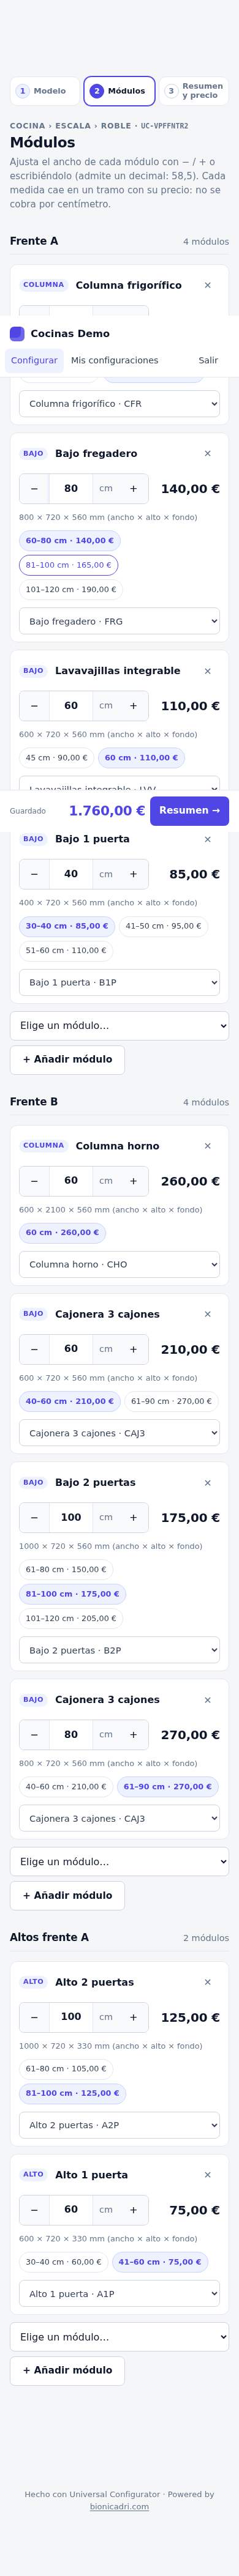 1 Modelo
2 Módulos
3 Resumen
y precio
COCINA › ESCALA › ROBLE · UC-VPFFNTR2
Módulos
Ajusta el ancho de cada módulo con − / + o
escribiéndolo (admite un decimal: 58,5). Cada
medida cae en un tramo con su precio: no se
cobra por centímetro.
Frente A 4 módulos
COLUMNA Columna frigorífico ×
Cocinas Demo
Configurar Mis configuraciones Salir
Columna frigorífico · CFR
BAJO Bajo fregadero ×
− 80 cm + 140,00 €
800 × 720 × 560 mm (ancho × alto × fondo)
60–80 cm · 140,00 €
81–100 cm · 165,00 €
101–120 cm · 190,00 €
Bajo fregadero · FRG
BAJO Lavavajillas integrable ×
− 60 cm + 110,00 €
600 × 720 × 560 mm (ancho × alto × fondo)
45 cm · 90,00 € 60 cm · 110,00 €
Lavavajillas integrable · LVV
Guardado 1.760,00 € Resumen →
BAJO Bajo 1 puerta ×
− 40 cm + 85,00 €
400 × 720 × 560 mm (ancho × alto × fondo)
30–40 cm · 85,00 € 41–50 cm · 95,00 €
51–60 cm · 110,00 €
Bajo 1 puerta · B1P
Elige un módulo...
+ Añadir módulo
Frente B 4 módulos
COLUMNA Columna horno ×
− 60 cm + 260,00 €
600 × 2100 × 560 mm (ancho × alto × fondo)
60 cm · 260,00 €
Columna horno · CHO
BAJO Cajonera 3 cajones ×
− 60 cm + 210,00 €
600 × 720 × 560 mm (ancho × alto × fondo)
40–60 cm · 210,00 € 61–90 cm · 270,00 €
Cajonera 3 cajones · CAJ3
BAJO Bajo 2 puertas ×
− 100 cm + 175,00 €
1000 × 720 × 560 mm (ancho × alto × fondo)
61–80 cm · 150,00 €
81–100 cm · 175,00 €
101–120 cm · 205,00 €
Bajo 2 puertas · B2P
BAJO Cajonera 3 cajones ×
− 80 cm + 270,00 €
800 × 720 × 560 mm (ancho × alto × fondo)
40–60 cm · 210,00 € 61–90 cm · 270,00 €
Cajonera 3 cajones · CAJ3
Elige un módulo...
+ Añadir módulo
Altos frente A 2 módulos
ALTO Alto 2 puertas ×
− 100 cm + 125,00 €
1000 × 720 × 330 mm (ancho × alto × fondo)
61–80 cm · 105,00 €
81–100 cm · 125,00 €
Alto 2 puertas · A2P
ALTO Alto 1 puerta ×
− 60 cm + 75,00 €
600 × 720 × 330 mm (ancho × alto × fondo)
30–40 cm · 60,00 € 41–60 cm · 75,00 €
Alto 1 puerta · A1P
Elige un módulo...
+ Añadir módulo
Hecho con Universal Configurator · Powered by
bionicadri.com